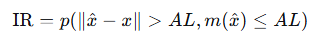 IR = p(‖x̂ − x‖ > AL, m(x̂) ≤ AL)